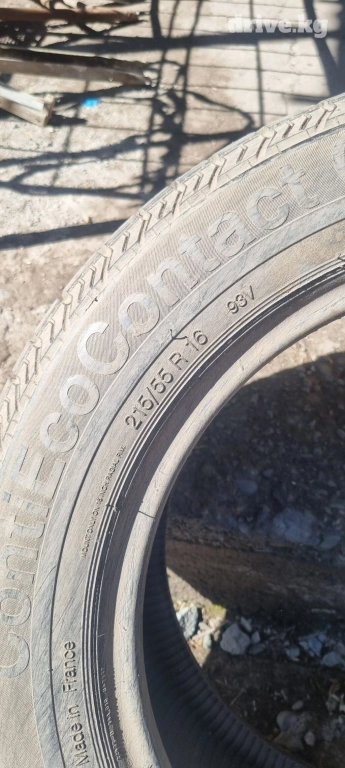 drive.kg
ContiEcoContact
215/55 R 16 93V
Made in France